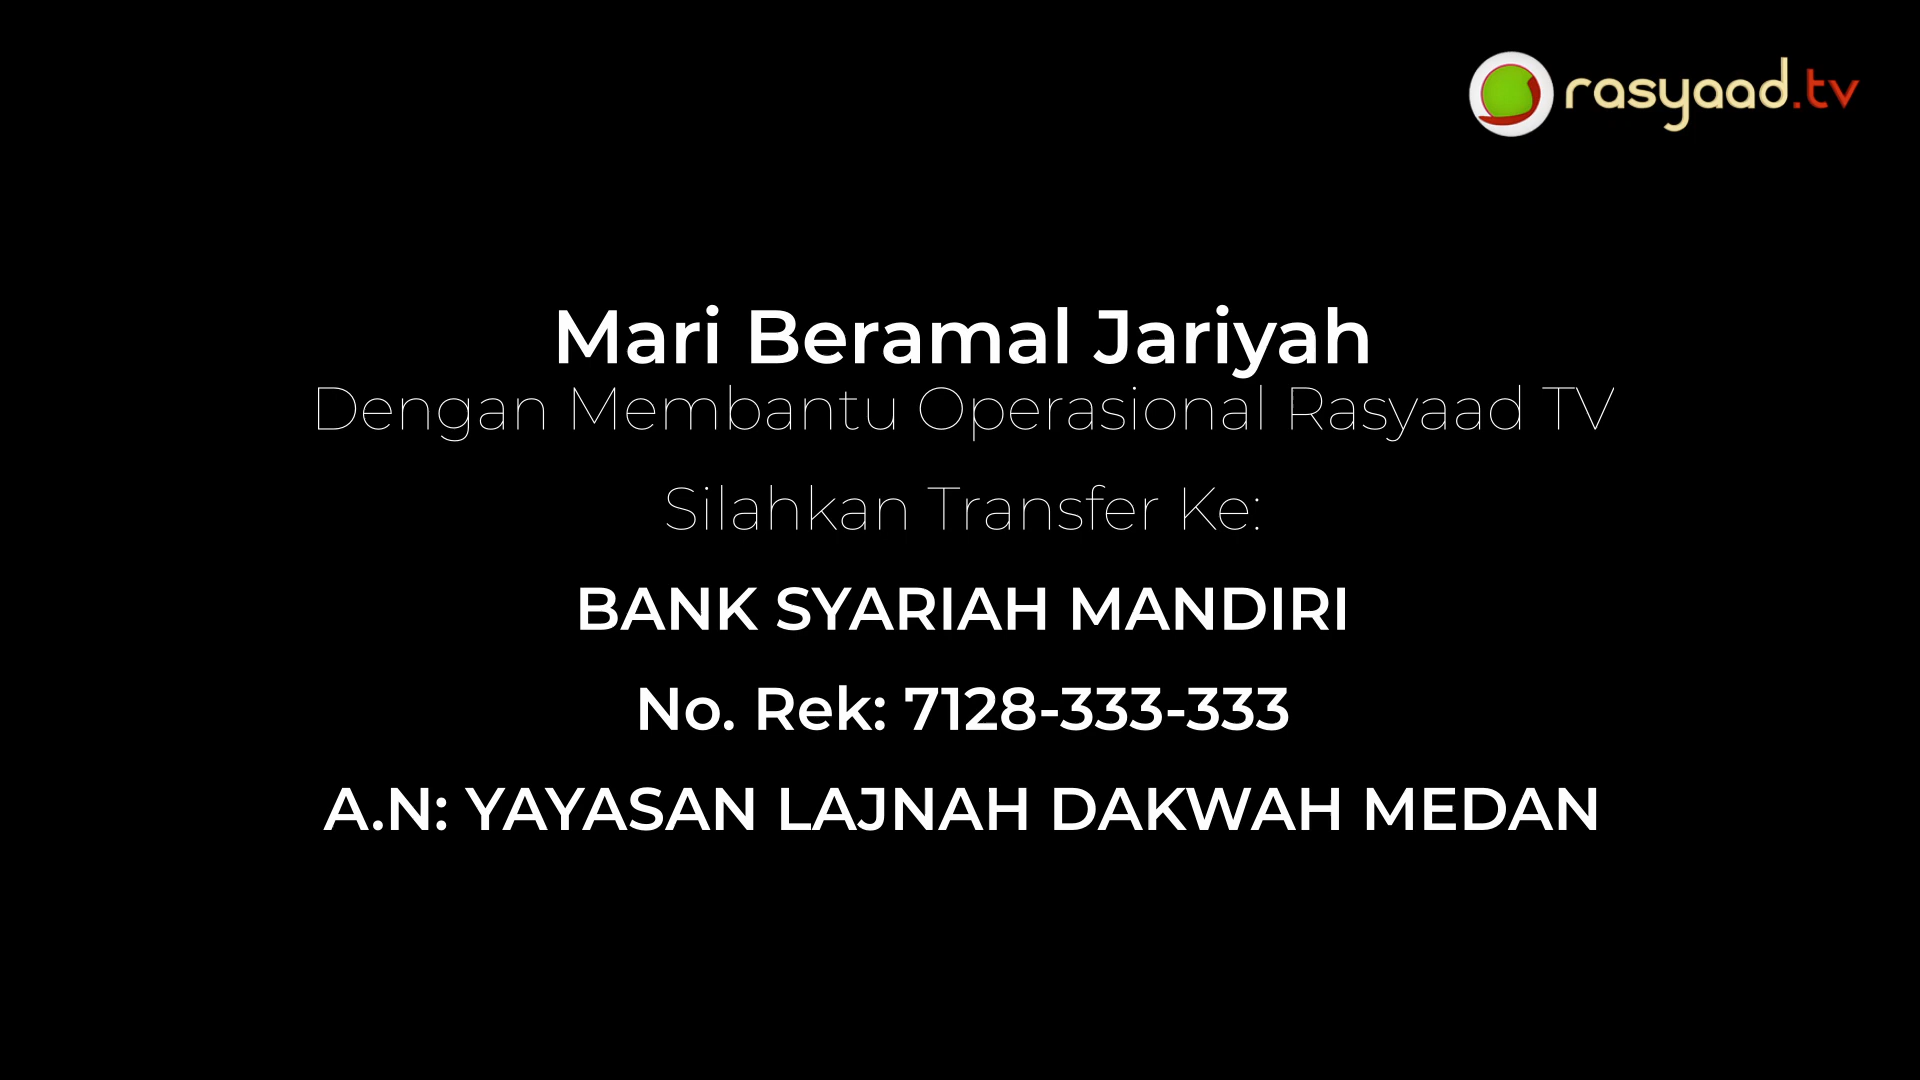 rasyaad.tv
Mari Beramal Jariyah
Dengan Membantu Operasional Rasyaad TV
Silahkan Transfer Ke:
BANK SYARIAH MANDIRI
No. Rek: 7128-333-333
A.N: YAYASAN LAJNAH DAKWAH MEDAN